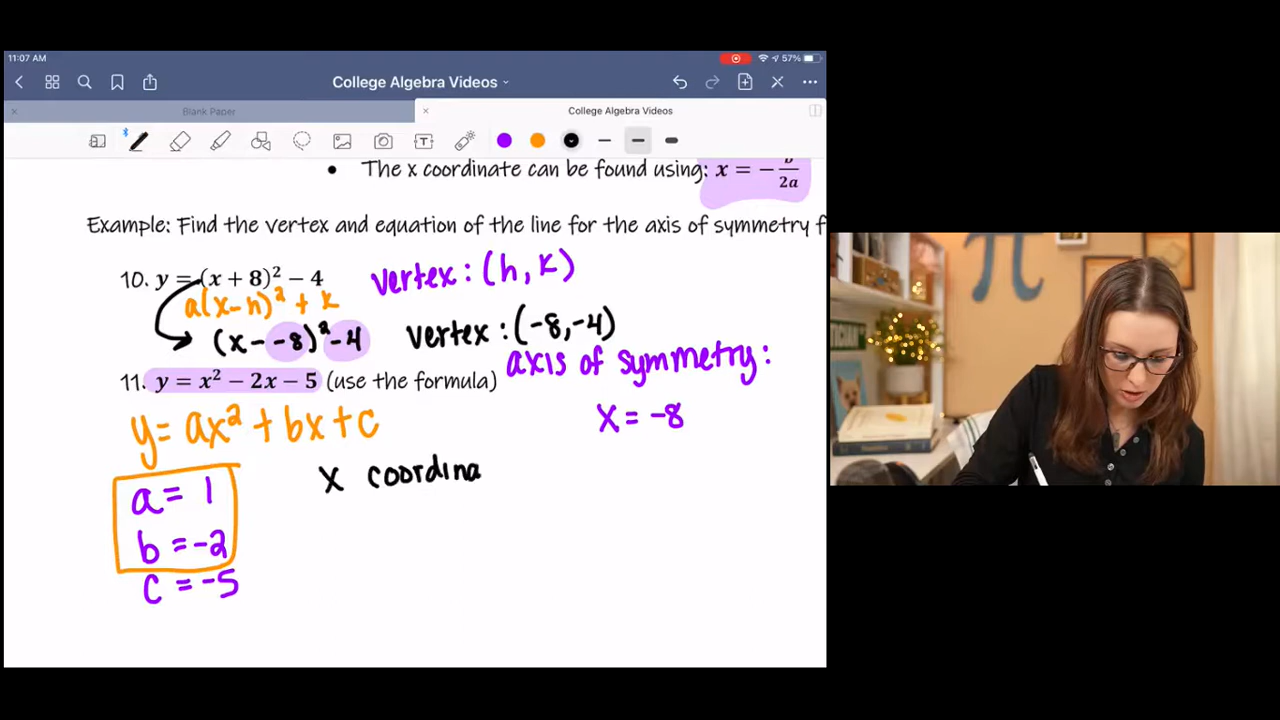 11:07 AM
57%
College Algebra Videos
Blank Paper
College Algebra Videos
• The x coordinate can be found using: x = − b/2a
Example: Find the vertex and equation of the line for the axis of symmetry f
10. y = (x + 8)² − 4
vertex : (h, k)
a(x-h)² + k
(x - -8)² -4
vertex : (-8,-4)
axis of symmetry:
x = -8
11. y = x² − 2x − 5 (use the formula)
y = ax² + bx + c
x coordina
a = 1
b = -2
c = -5